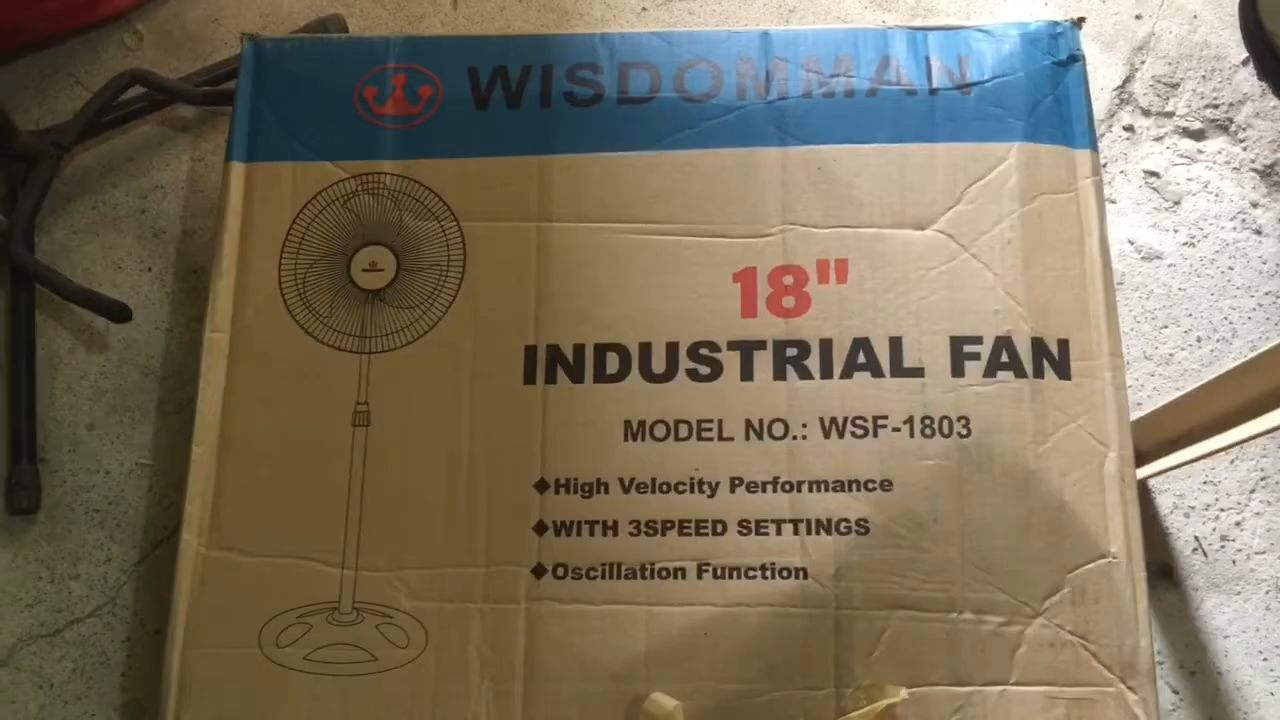 WISDOMMAN
18"
INDUSTRIAL FAN
MODEL NO.: WSF-1803
◆High Velocity Performance
◆WITH 3SPEED SETTINGS
◆Oscillation Function